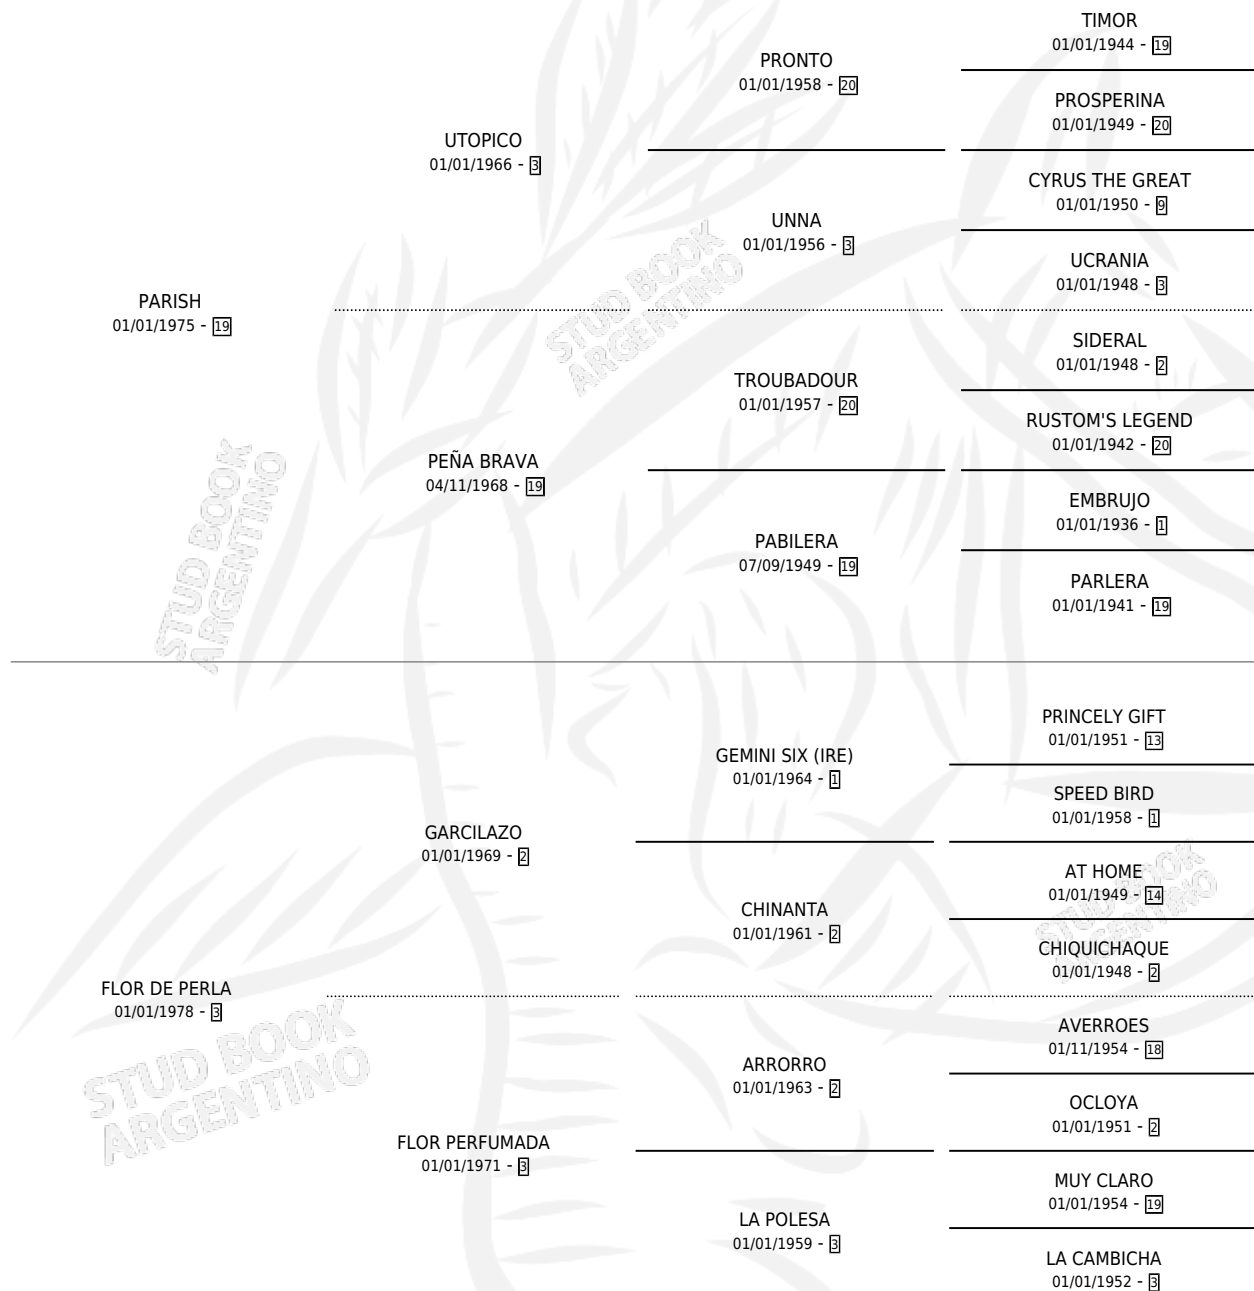 TIMOR
01/01/1944 - 19
PRONTO
01/01/1958 - 20
PROSPERINA
01/01/1949 - 20
UTOPICO
01/01/1966 - 3
CYRUS THE GREAT
01/01/1950 - 9
UNNA
01/01/1956 - 3
UCRANIA
01/01/1948 - 3
PARISH
01/01/1975 - 19
SIDERAL
01/01/1948 - 2
TROUBADOUR
01/01/1957 - 20
RUSTOM'S LEGEND
01/01/1942 - 20
PEÑA BRAVA
04/11/1968 - 19
EMBRUJO
01/01/1936 - 1
PABILERA
07/09/1949 - 19
PARLERA
01/01/1941 - 19
STUD BOOK
ARGENTINO
STUD BOOK
ARGENTINO
PRINCELY GIFT
01/01/1951 - 13
GEMINI SIX (IRE)
01/01/1964 - 1
SPEED BIRD
01/01/1958 - 1
GARCILAZO
01/01/1969 - 2
AT HOME
01/01/1949 - 14
CHINANTA
01/01/1961 - 2
CHIQUICHAQUE
01/01/1948 - 2
FLOR DE PERLA
01/01/1978 - 3
AVERROES
01/11/1954 - 18
ARRORRO
01/01/1963 - 2
OCLOYA
01/01/1951 - 2
FLOR PERFUMADA
01/01/1971 - 3
MUY CLARO
01/01/1954 - 19
LA POLESA
01/01/1959 - 3
LA CAMBICHA
01/01/1952 - 3
STUD BOOK
ARGENTINO
STUD BOOK
ARGENTINO